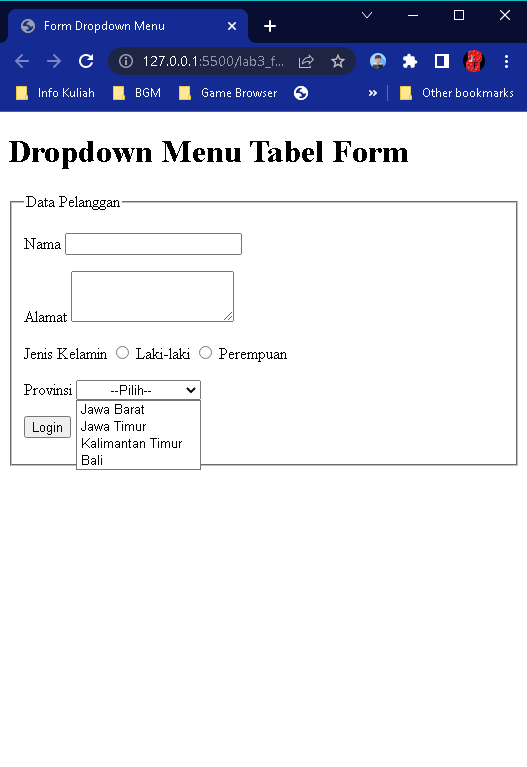 Form Dropdown Menu
127.0.0.1:5500/lab3_f...
Info Kuliah BGM Game Browser » Other bookmarks
Dropdown Menu Tabel Form
Data Pelanggan
Nama
Alamat
Jenis Kelamin Laki-laki Perempuan
Provinsi --Pilih--
Jawa Barat
Jawa Timur
Login
Kalimantan Timur
Bali